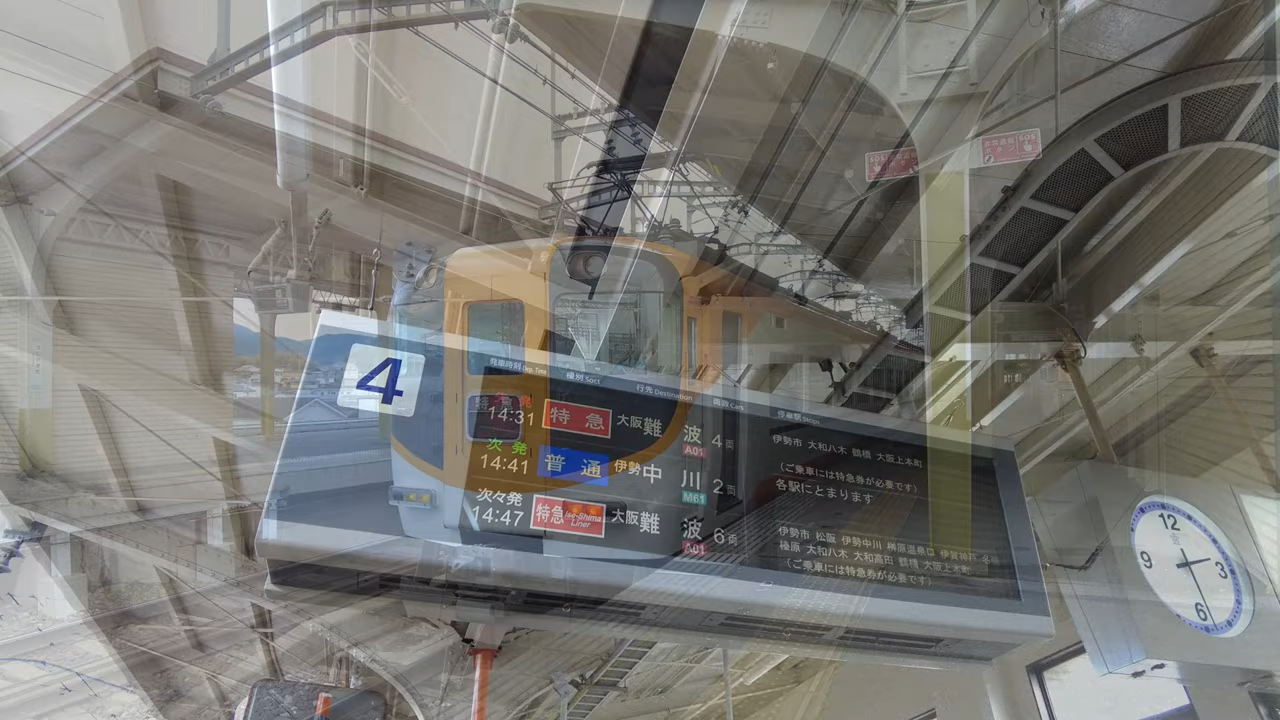 4
発車時刻 Dep. Time 種別 Sort 行先 Destination 両数 Cars 停車駅 Stops
14:31 特急 大阪難波 A01 4両 伊勢市 大和八木 鶴橋 大阪上本町
(ご乗車には特急券が必要です)
次発
14:41 普通 伊勢中川 M61 2両 各駅にとまります
次々発
14:47 特急 Ise-Shima Liner 大阪難波 A01 6両 伊勢市 松阪 伊勢中川 榊原温泉口 伊賀神戸 名張
榛原 大和八木 大和高田 鶴橋 大阪上本町
(ご乗車には特急券が必要です)
SOS
SOS
12
3
6
9